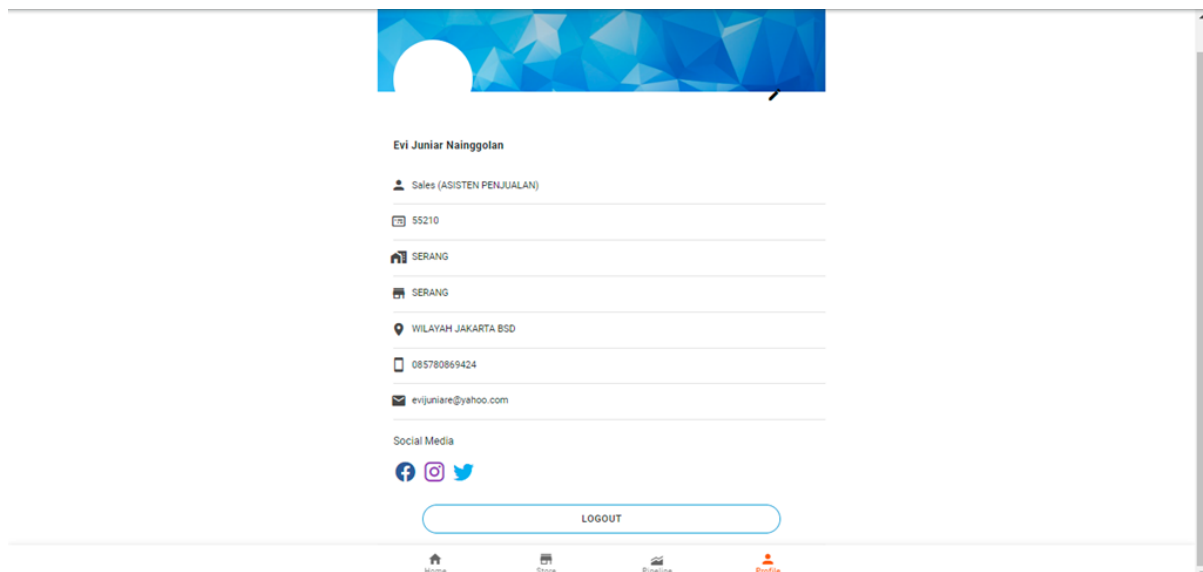 Evi Juniar Nainggolan
Sales (ASISTEN PENJUALAN)
55210
SERANG
SERANG
WILAYAH JAKARTA BSD
085780869424
evijuniare@yahoo.com
Social Media
LOGOUT
Home
Store
Pipeline
Profile